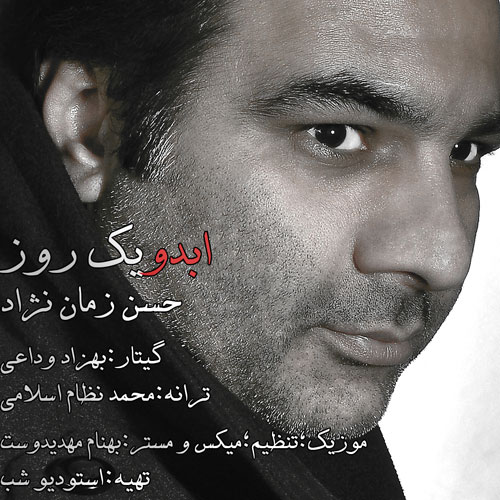 ابدو یک روز
حسن زمان نژاد
گیتار:بهزاد وداعی
ترانه:محمد نظام اسلامی
موزیک؛تنظیم؛میکس و مستر:بهنام مهدیدوست
تهیه:استودیو شب